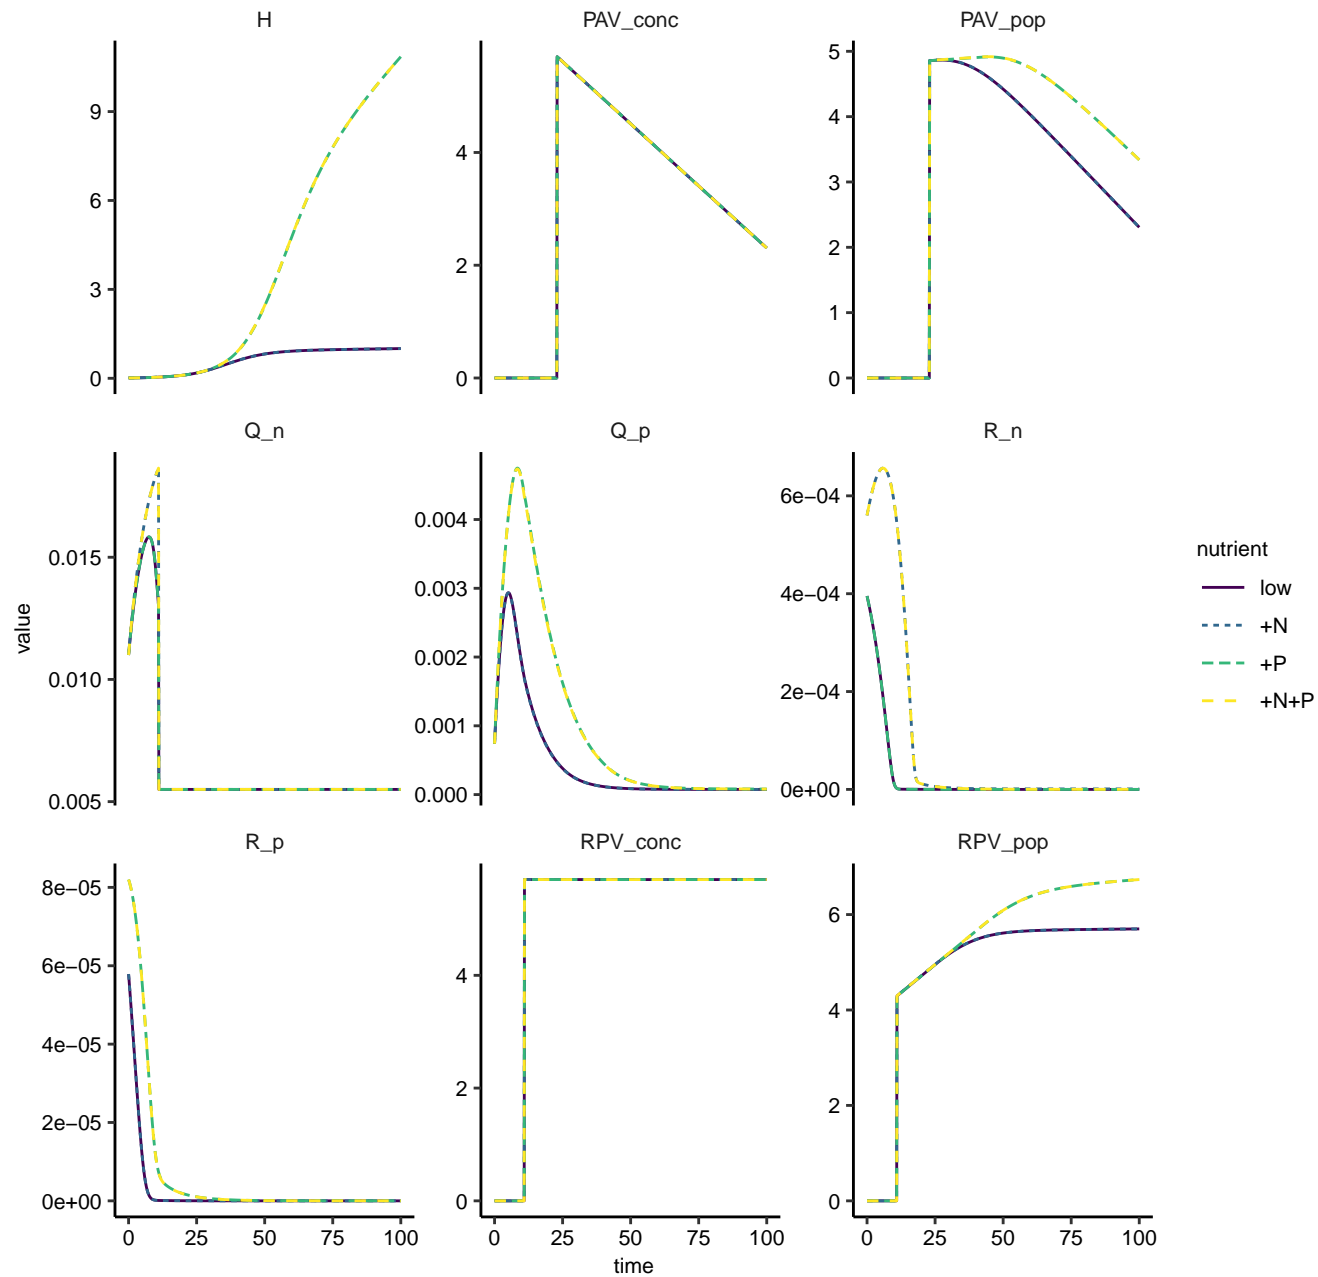 H
PAV_conc
PAV_pop
9
6
3
0
4
2
0
5
4
3
2
1
0
Q_n
Q_p
R_n
0.015
0.010
0.005
0.004
0.003
0.002
0.001
0.000
6e−04
4e−04
2e−04
0e+00
R_p
RPV_conc
RPV_pop
8e−05
6e−05
4e−05
2e−05
0e+00
4
2
0
6
4
2
0
0 25 50 75 100
0 25 50 75 100
0 25 50 75 100
time
value
nutrient
low
+N
+P
+N+P